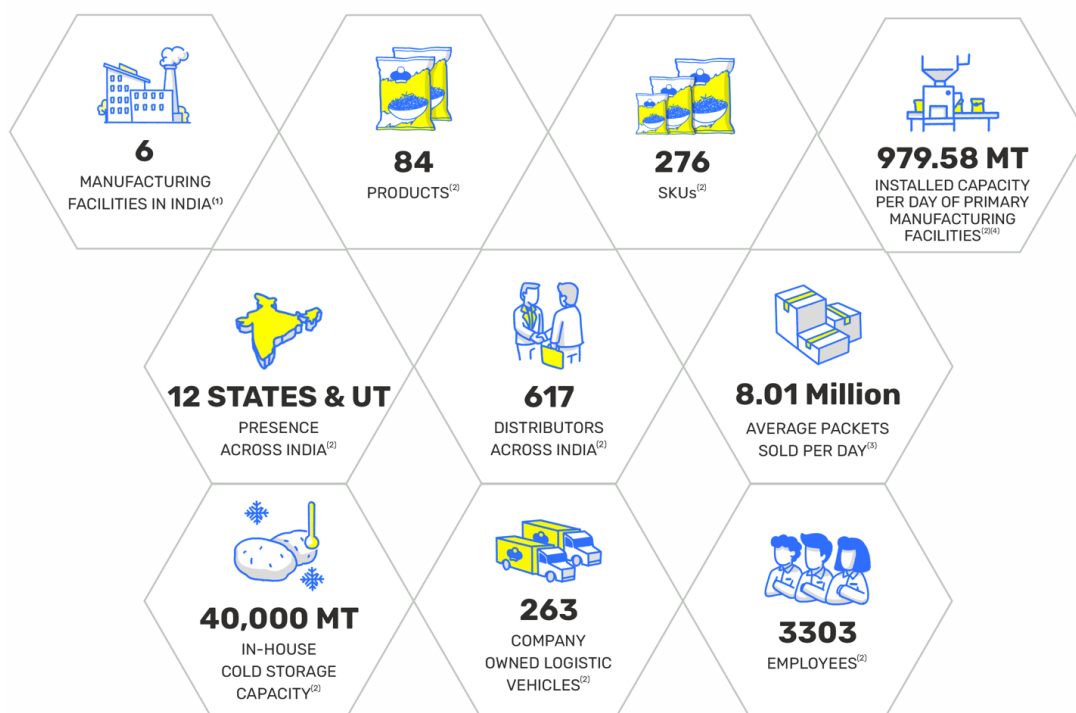 6
MANUFACTURING
FACILITIES IN INDIA(1)
84
PRODUCTS(2)
276
SKUs(2)
979.58 MT
INSTALLED CAPACITY
PER DAY OF PRIMARY
MANUFACTURING
FACILITIES(2)(4)
12 STATES & UT
PRESENCE
ACROSS INDIA(2)
617
DISTRIBUTORS
ACROSS INDIA(2)
8.01 Million
AVERAGE PACKETS
SOLD PER DAY(3)
40,000 MT
IN-HOUSE
COLD STORAGE
CAPACITY(2)
263
COMPANY
OWNED LOGISTIC
VEHICLES(2)
3303
EMPLOYEES(2)